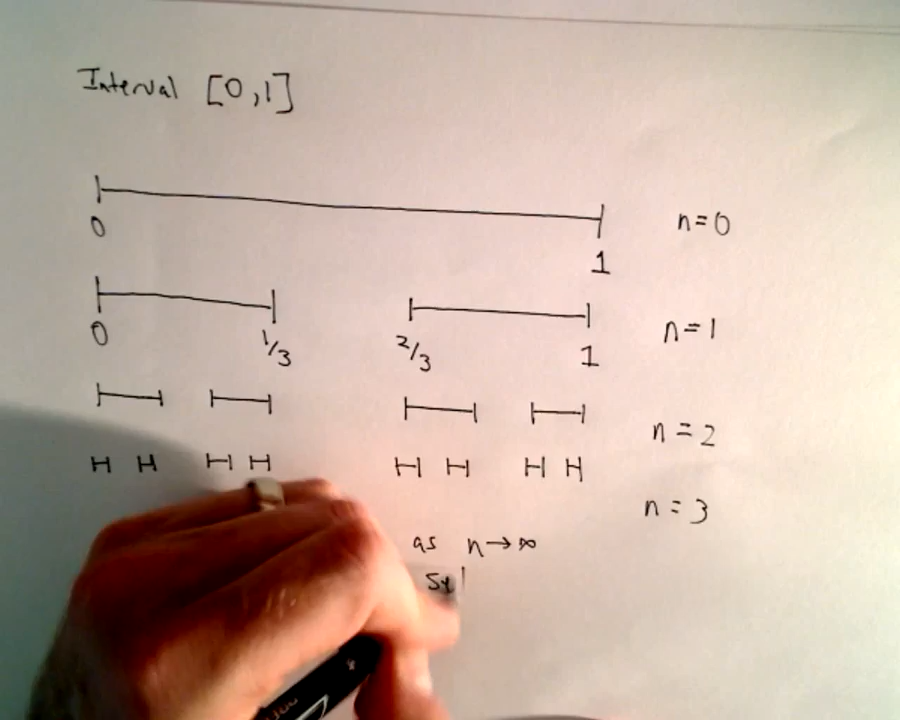 Interval [0,1]
0 1 n=0
0 1/3 2/3 1 n=1
n=2
n=3
as n→∞